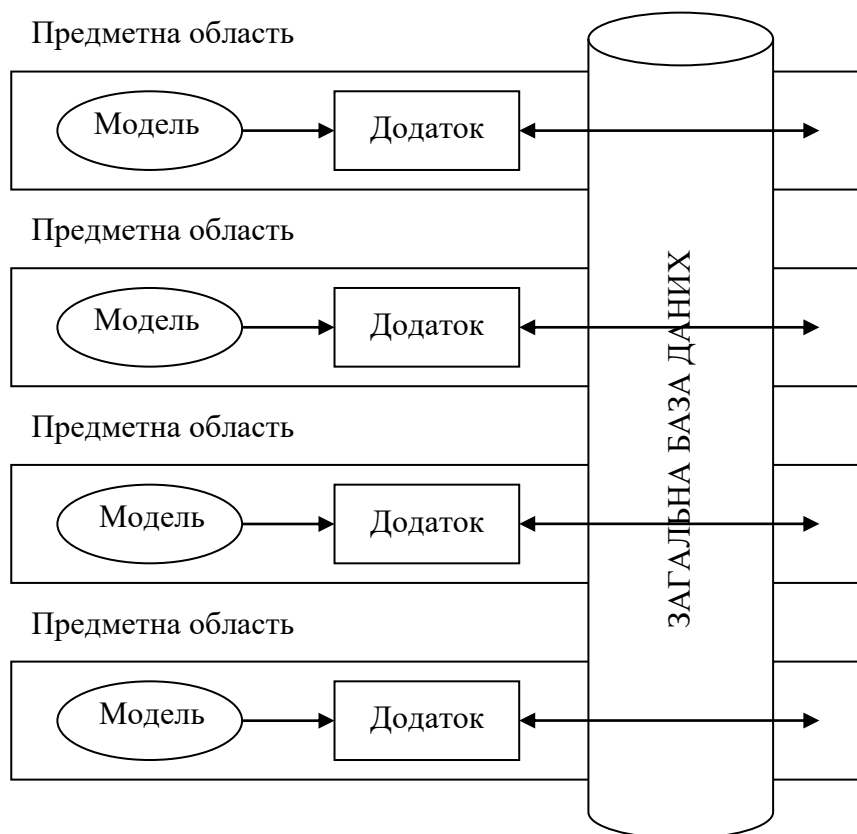 Предметна область
Модель
Додаток
Предметна область
Модель
Додаток
Предметна область
Модель
Додаток
Предметна область
Модель
Додаток
ЗАГАЛЬНА БАЗА ДАНИХ